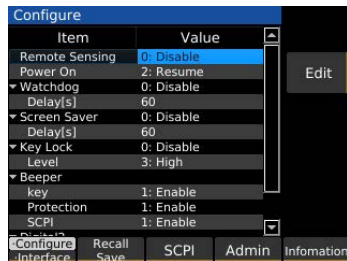 Configure
Item Value
Remote Sensing 0: Disable
Power On 2: Resume
Watchdog 0: Disable
Delay[s] 60
Screen Saver 0: Disable
Delay[s] 60
Key Lock 0: Disable
Level 3: High
Beeper
key 1: Enable
Protection 1: Enable
SCPI 1: Enable
Edit
·Configure Recall SCPI Admin Infomation
·Interface Save